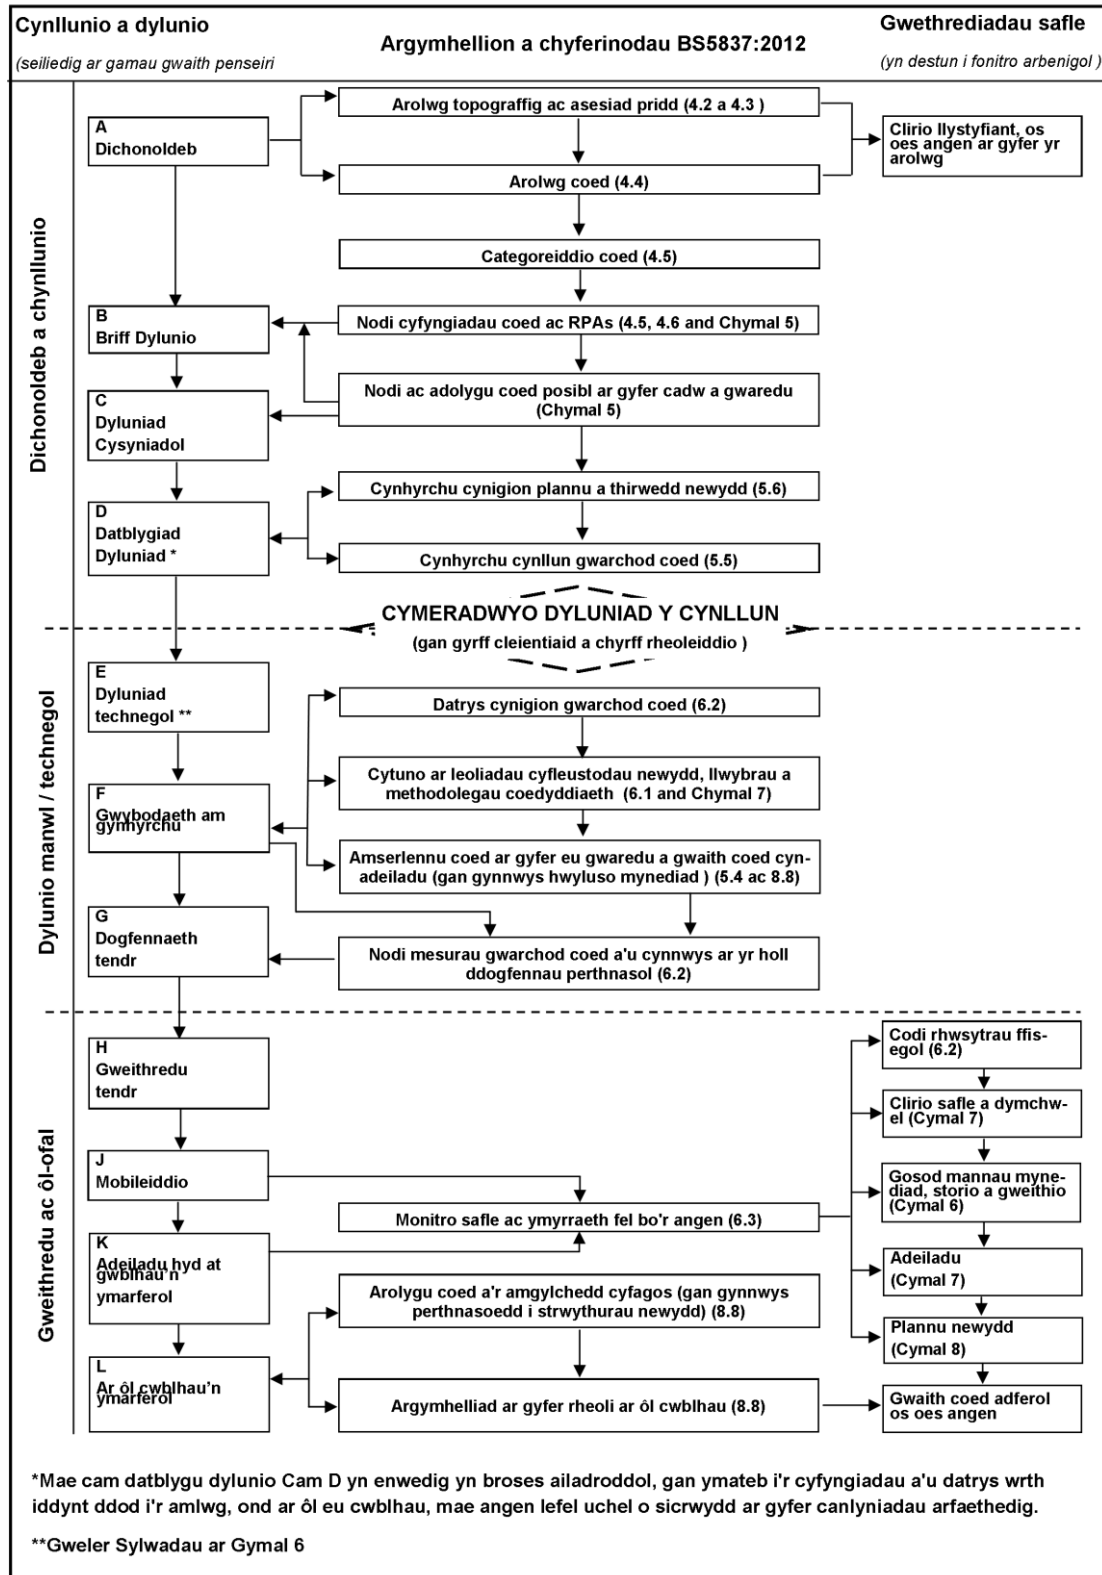 Cynllunio a dylunio
(seiliedig ar gamau gwaith penseiri
Argymhellion a chyferinodau BS5837:2012
Gwethrediadau safle
(yn destun i fonitro arbenigol )
Dichonoldeb a chynllunio
A
Dichonoldeb
Arolwg topograffig ac asesiad pridd (4.2 a 4.3 )
Clirio llystyfiant, os
oes angen ar gyfer yr
arolwg
Arolwg coed (4.4)
Categoreiddio coed (4.5)
B
Briff Dylunio
Nodi cyfyngiadau coed ac RPAs (4.5, 4.6 and Chymal 5)
Nodi ac adolygu coed posibl ar gyfer cadw a gwaredu
(Chymal 5)
C
Dyluniad
Cysyniadol
Cynhyrchu cynigion plannu a thirwedd newydd (5.6)
D
Datblygiad
Dyluniad *
Cynhyrchu cynllun gwarchod coed (5.5)
CYMERADWYO DYLUNIAD Y CYNLLUN
(gan gyrff cleientiaid a chyrff rheoleiddio )
Dylunio manwl / technegol
E
Dyluniad
technegol **
Datrys cynigion gwarchod coed (6.2)
Cytuno ar leoliadau cyfleustodau newydd, llwybrau a
methodolegau coedyddiaeth (6.1 and Chymal 7)
F
Gwybodaeth am
gynhyrchu
Amserlennu coed ar gyfer eu gwaredu a gwaith coed cyn-
adeiladu (gan gynnwys hwyluso mynediad ) (5.4 ac 8.8)
G
Dogfennaeth
tendr
Nodi mesurau gwarchod coed a'u cynnwys ar yr holl
ddogfennau perthnasol (6.2)
Gweithredu ac ôl-ofal
H
Gweithredu
tendr
Codi rhwsytrau ffis-
egol (6.2)
Clirio safle a dymchw-
el (Cymal 7)
J
Mobileiddio
Gosod mannau myne-
diad, storio a gweithio
(Cymal 6)
Monitro safle ac ymyrraeth fel bo'r angen (6.3)
K
Adeiladu hyd at
gwblhau'n
ymarferol
Adeiladu
(Cymal 7)
Arolygu coed a'r amgylchedd cyfagos (gan gynnwys
perthnasoedd i strwythurau newydd) (8.8)
Plannu newydd
(Cymal 8)
L
Ar ôl cwblhau'n
ymarferol
Argymhelliad ar gyfer rheoli ar ôl cwblhau (8.8)
Gwaith coed adferol
os oes angen
*Mae cam datblygu dylunio Cam D yn enwedig yn broses ailadroddol, gan ymateb i'r cyfyngiadau a'u datrys wrth
iddynt ddod i'r amlwg, ond ar ôl eu cwblhau, mae angen lefel uchel o sicrwydd ar gyfer canlyniadau arfaethedig.
**Gweler Sylwadau ar Gymal 6